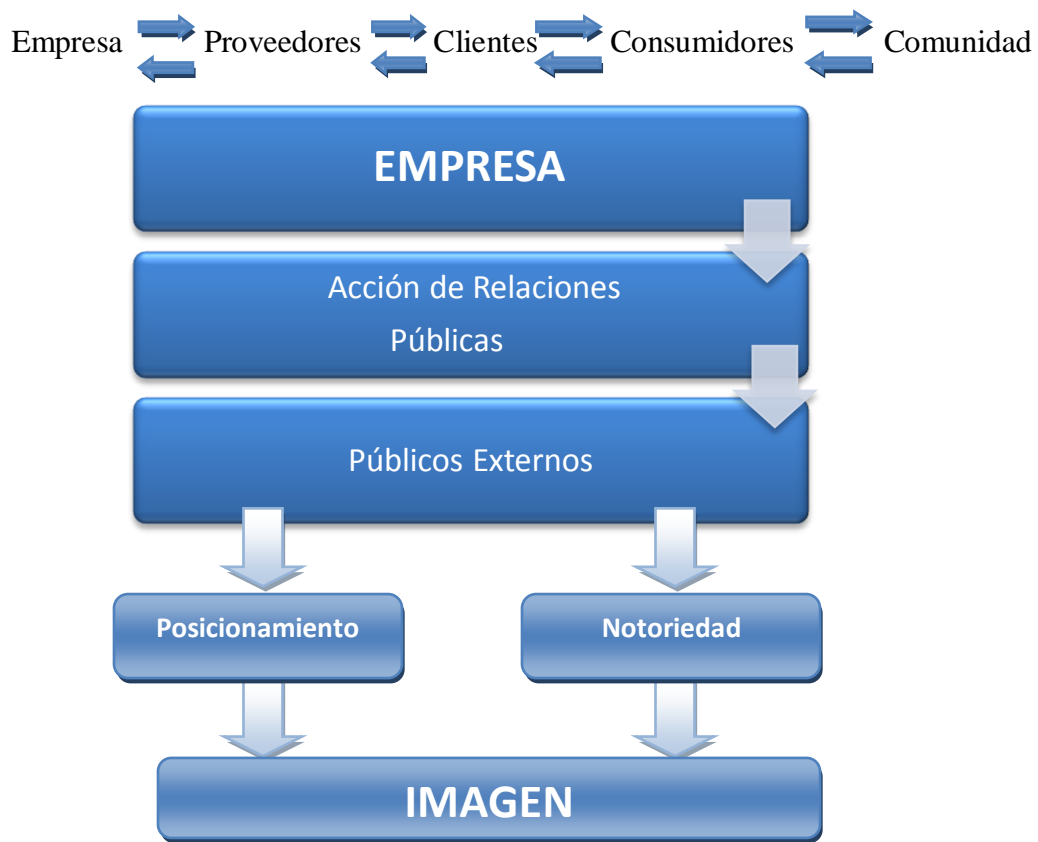 Empresa Proveedores Clientes Consumidores Comunidad
EMPRESA
Acción de Relaciones
Públicas
Públicos Externos
Posicionamiento Notoriedad
IMAGEN